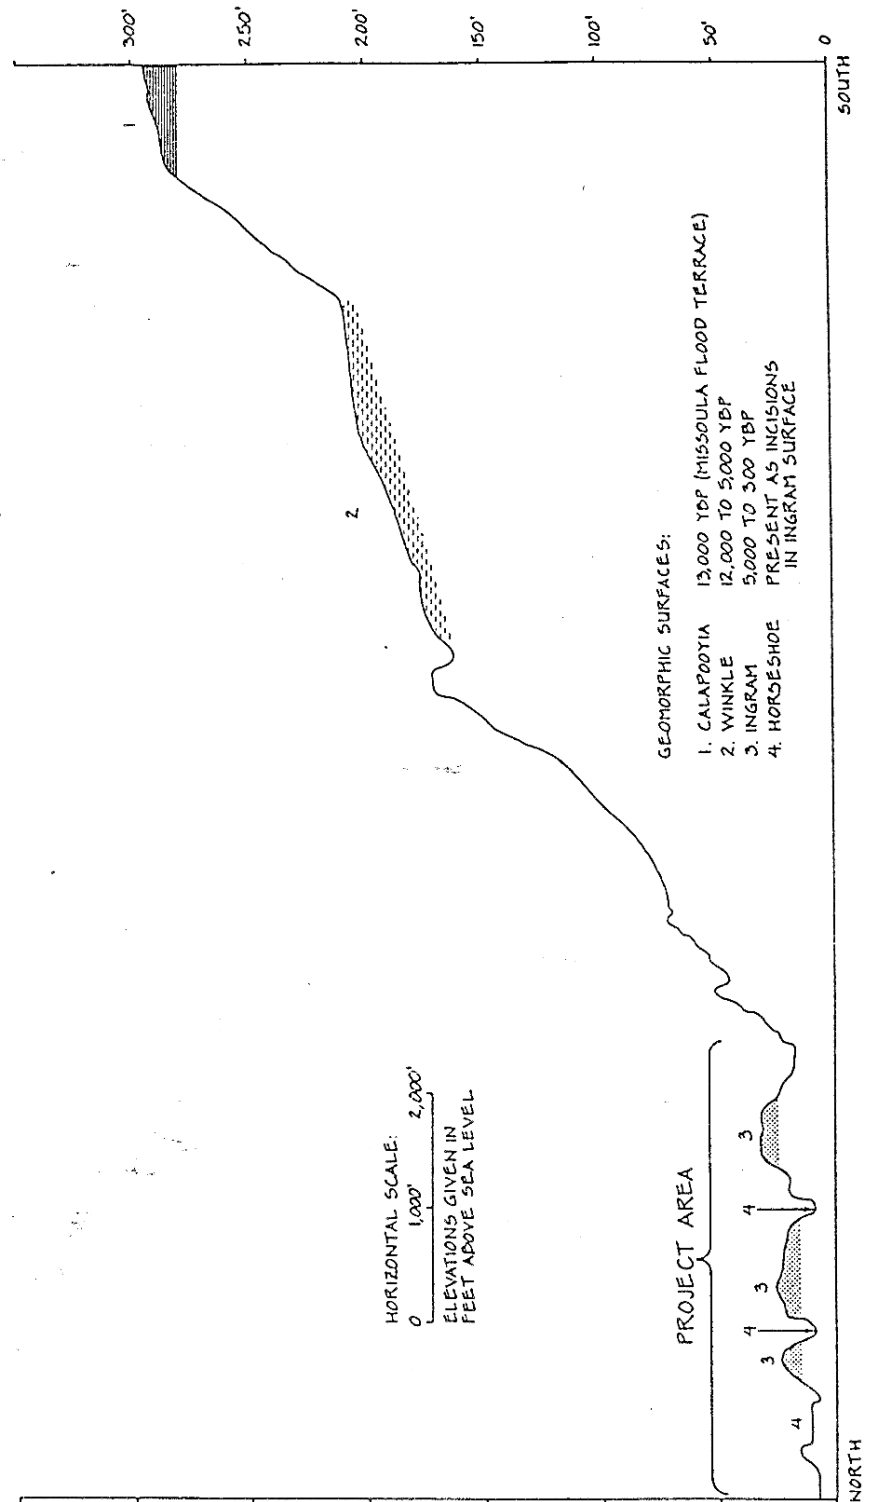 300'
250'
200'
150'
100'
50'
0
SOUTH
1
2
HORIZONTAL SCALE:
0 1,000' 2,000'
ELEVATIONS GIVEN IN
FEET ABOVE SEA LEVEL.
GEOMORPHIC SURFACES:
1. CALAPOOYIA 13,000 YBP (MISSOULA FLOOD TERRACE)
2. WINKLE 12,000 TO 5,000 YBP
3. INGRAM 5,000 TO 300 YBP
4. HORSESHOE PRESENT AS INCISIONS
IN INGRAM SURFACE
PROJECT AREA
4
3
4
3
4
3
NORTH